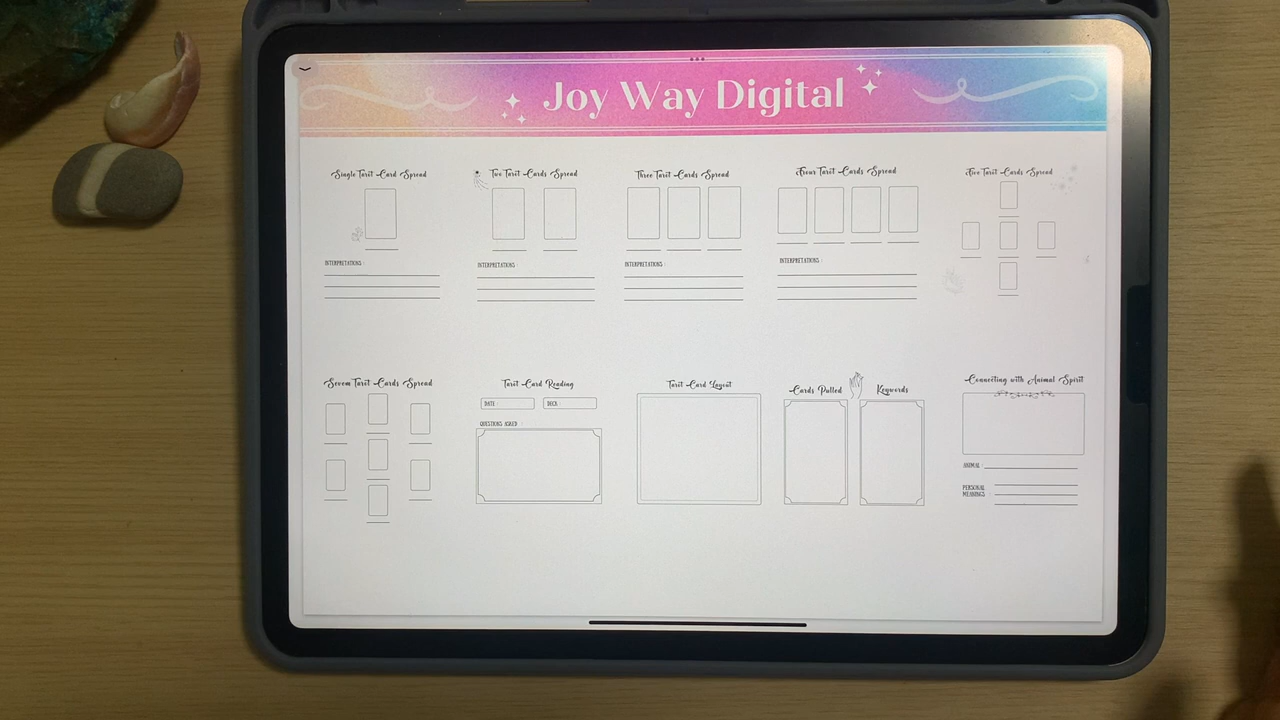 Joy Way Digital
Single Tarot Card Spread
Two Tarot Cards Spread
Three Tarot Cards Spread
Four Tarot Cards Spread
Five Tarot Cards Spread
INTERPRETATIONS :
INTERPRETATIONS :
INTERPRETATIONS :
INTERPRETATIONS :
Seven Tarot Cards Spread
Tarot Card Reading
Tarot Card Layout
Cards Pulled
Keywords
Connecting with Animal Spirit
DATE :
DECK :
QUESTIONS ASKED :
ANIMAL :
PERSONAL
MEANINGS